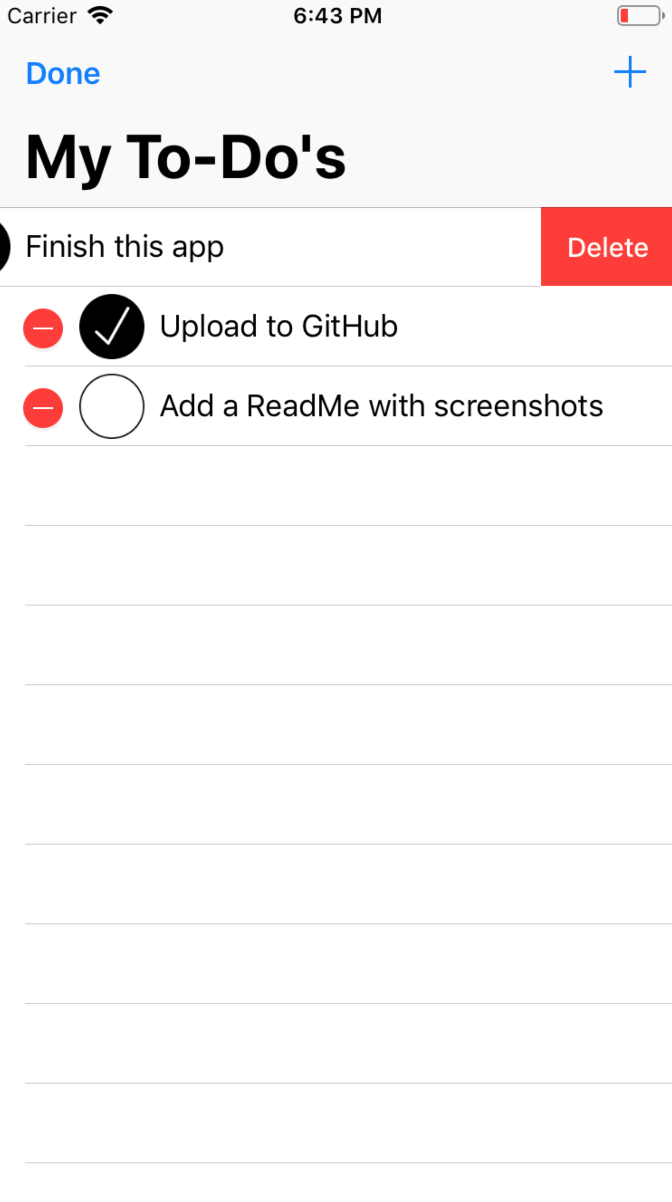 Carrier 6:43 PM
Done +
My To-Do's
Finish this app Delete
Upload to GitHub
Add a ReadMe with screenshots